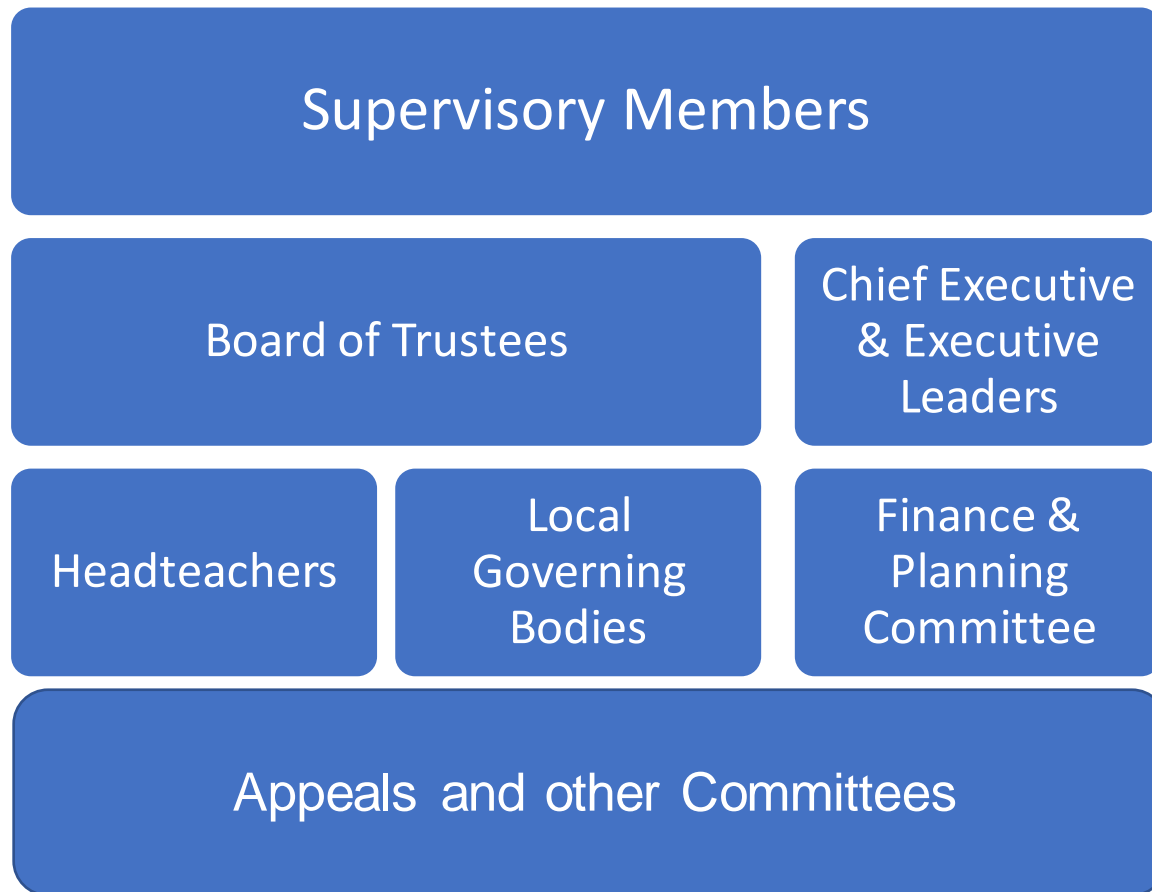 Supervisory Members
Board of Trustees
Chief Executive
& Executive
Leaders
Headteachers
Local
Governing
Bodies
Finance &
Planning
Committee
Appeals and other Committees